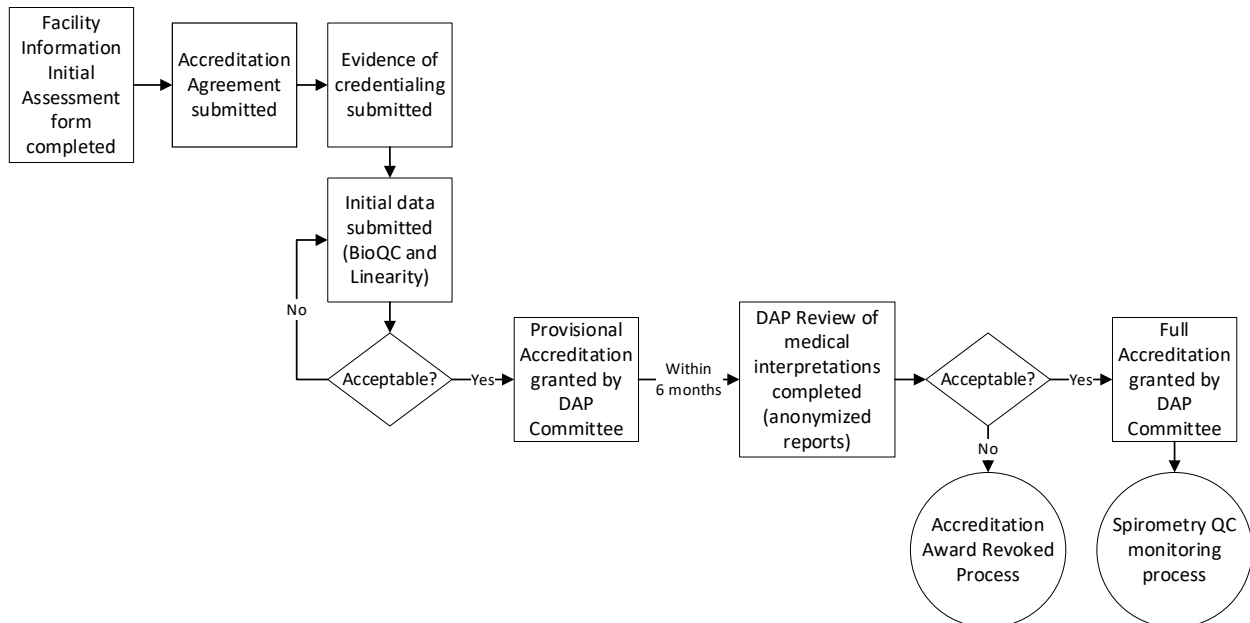 Facility
Information
Initial
Assessment
form
completed
Accreditation
Agreement
submitted
Evidence of
credentialing
submitted
Initial data
submitted
(BioQC and
Linearity)
No
Acceptable?
Yes
Provisional
Accreditation
granted by
DAP
Committee
Within
6 months
DAP Review of
medical
interpretations
completed
(anonymized
reports)
Acceptable?
Yes
No
Full
Accreditation
granted by
DAP
Committee
Accreditation
Award Revoked
Process
Spirometry QC
monitoring
process